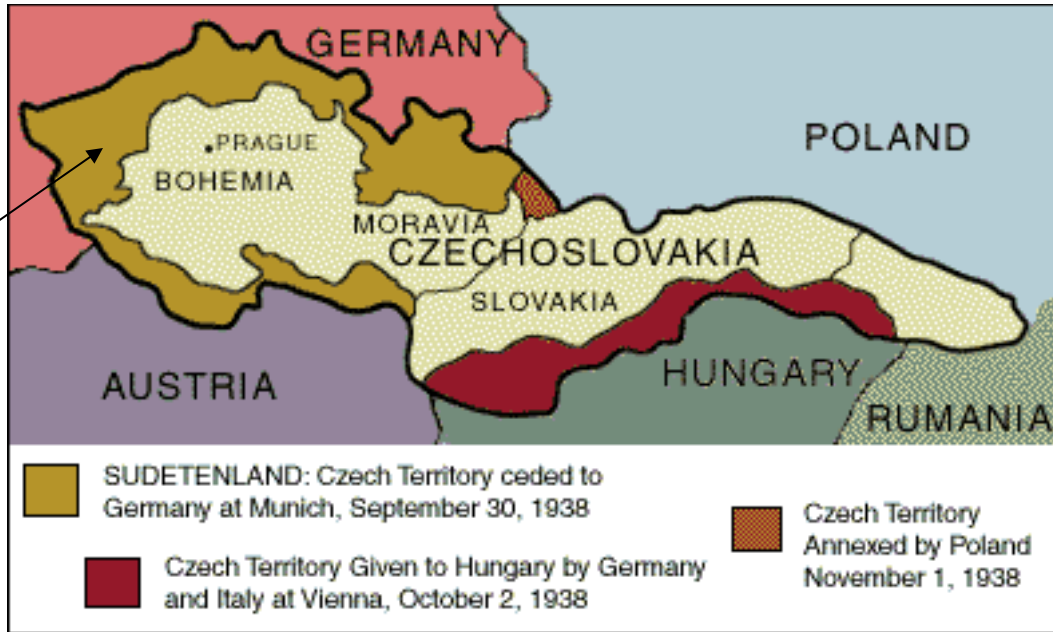 GERMANY
POLAND
PRAGUE
BOHEMIA
MORAVIA
CZECHOSLOVAKIA
SLOVAKIA
AUSTRIA
HUNGARY
RUMANIA
SUDETENLAND: Czech Territory ceded to
Germany at Munich, September 30, 1938
Czech Territory Given to Hungary by Germany
and Italy at Vienna, October 2, 1938
Czech Territory
Annexed by Poland
November 1, 1938